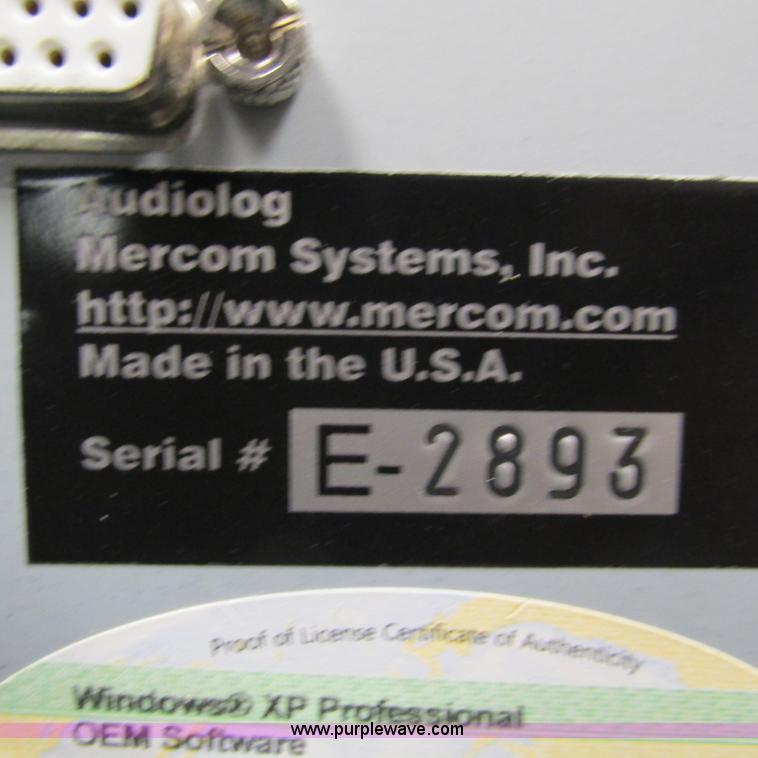 Audiolog
Mercom Systems, Inc.
http://www.mercom.com
Made in the U.S.A.
Serial # E-2893
Proof of License Certificate of Authenticity
Windows® XP Professional
OEM Software
www.purplewave.com